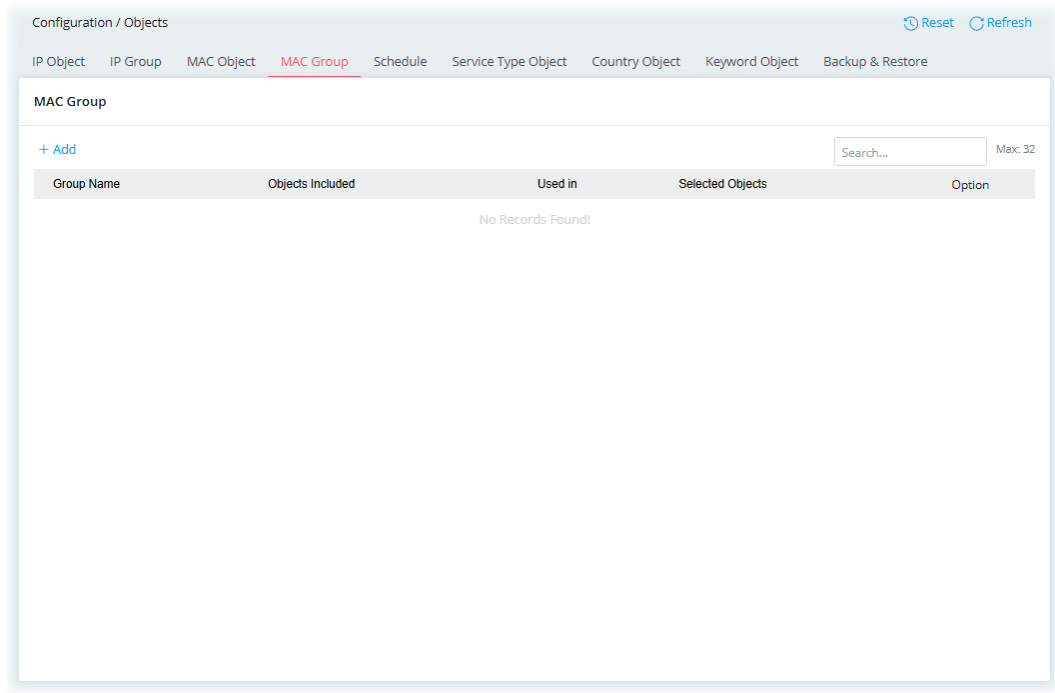 Configuration / Objects
Reset Refresh
IP Object IP Group MAC Object MAC Group Schedule Service Type Object Country Object Keyword Object Backup & Restore
MAC Group
+ Add Search... Max: 32
Group Name Objects Included Used in Selected Objects Option
No Records Found!